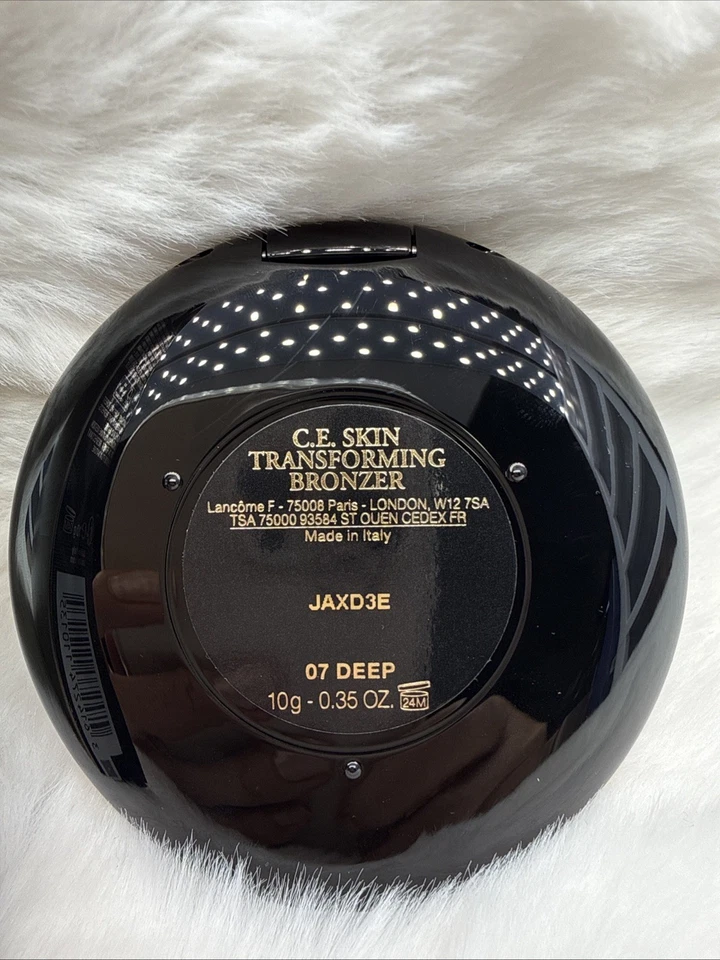 C.E. SKIN
TRANSFORMING
BRONZER
Lancôme F - 75008 Paris - LONDON, W12 7SA
TSA 75000 93584 ST OUEN CEDEX FR
Made in Italy
JAXD3E
07 DEEP
10g - 0.35 OZ. 24M